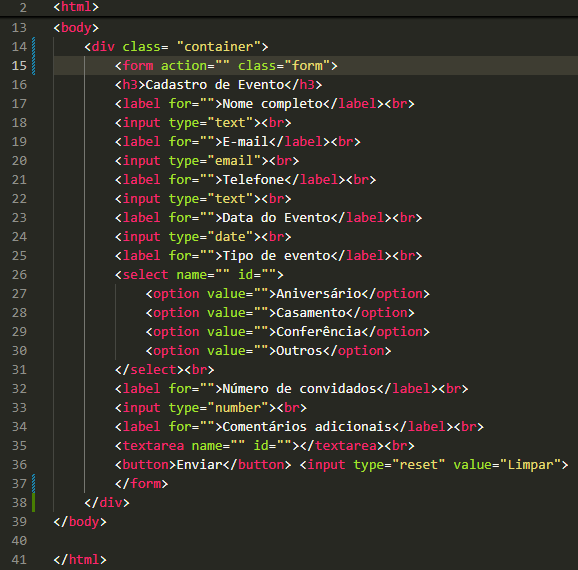 2 <html>
13 <body>
14 <div class= "container">
15 <form action="" class="form">
16 <h3>Cadastro de Evento</h3>
17 <label for="">Nome completo</label><br>
18 <input type="text"><br>
19 <label for="">E-mail</label><br>
20 <input type="email"><br>
21 <label for="">Telefone</label><br>
22 <input type="text"><br>
23 <label for="">Data do Evento</label><br>
24 <input type="date"><br>
25 <label for="">Tipo de evento</label><br>
26 <select name="" id="">
27 <option value="">Aniversário</option>
28 <option value="">Casamento</option>
29 <option value="">Conferência</option>
30 <option value="">Outros</option>
31 </select><br>
32 <label for="">Número de convidados</label><br>
33 <input type="number"><br>
34 <label for="">Comentários adicionais</label><br>
35 <textarea name="" id=""></textarea><br>
36 <button>Enviar</button> <input type="reset" value="Limpar">
37 </form>
38 </div>
39 </body>
40
41 </html>